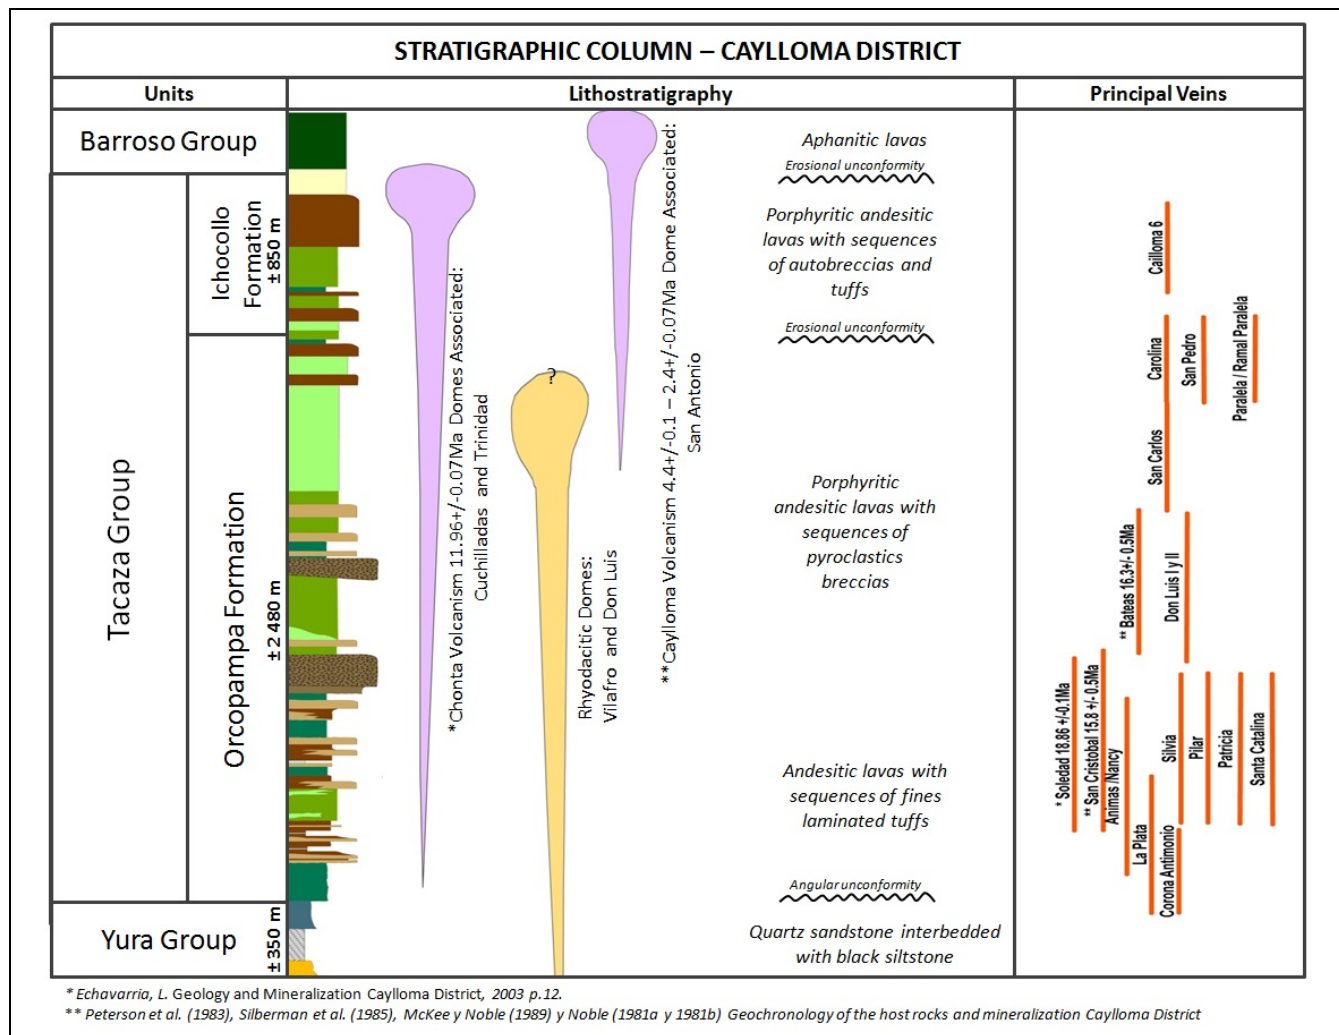 STRATIGRAPHIC COLUMN – CAYLLOMA DISTRICT
Units
Lithostratigraphy
Principal Veins
Barroso Group
Tacaza Group
Ichocollo
Formation
± 850 m
Orcopampa Formation
± 2 480 m
Yura Group
± 350 m
*Chonta Volcanism 11.96+/-0.07Ma Domes Associated:
Cuchilladas and Trinidad
?
Rhyodacitic Domes:
Vilafro and Don Luis
**Caylloma Volcanism 4.4+/-0.1 – 2.4+/-0.07Ma Dome Associated:
San Antonio
Aphanitic lavas
Erosional unconformity
Porphyritic andesitic
lavas with sequences
of autobreccias and
tuffs
Erosional unconformity
Porphyritic
andesitic lavas with
sequences of
pyroclastics
breccias
Andesitic lavas with
sequences of fines
laminated tuffs
Angular unconformity
Quartz sandstone interbedded
with black siltstone
Cailloma 6
Carolina
San Pedro
Paralela / Ramal Paralela
San Carlos
** Bateas 16.3+/- 0.5Ma
Don Luis I y II
* Soledad 18.86 +/-0.1Ma
** San Cristobal 15.8 +/- 0.5Ma
Animas /Nancy
La Plata
Corona Antimonio
Silvia
Pilar
Patricia
Santa Catalina
* Echavarria, L. Geology and Mineralization Caylloma District, 2003 p.12.
** Peterson et al. (1983), Silberman et al. (1985), McKee y Noble (1989) y Noble (1981a y 1981b) Geochronology of the host rocks and mineralization Caylloma District